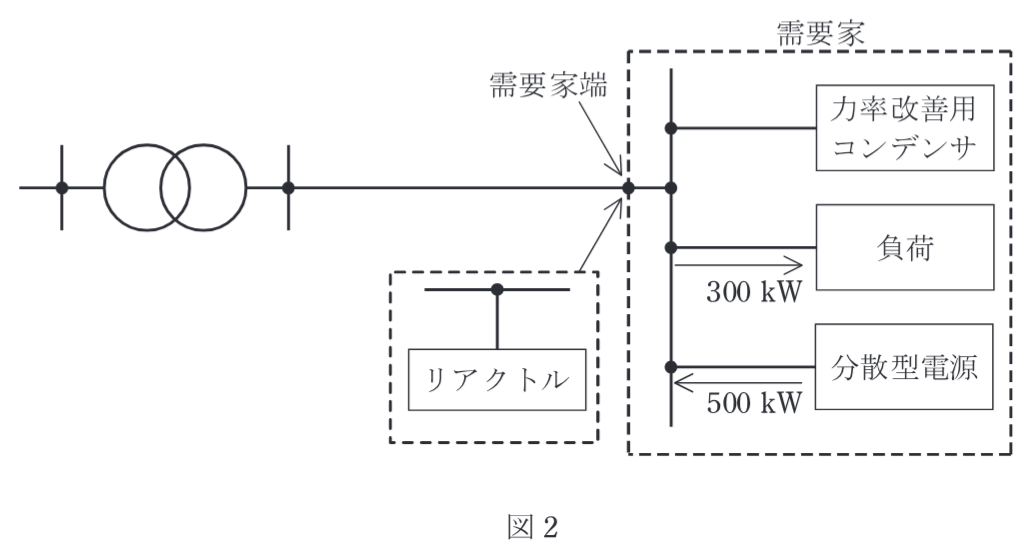 需要家
需要家端
力率改善用
コンデンサ
負荷
300 kW
リアクトル
分散型電源
500 kW
図 2